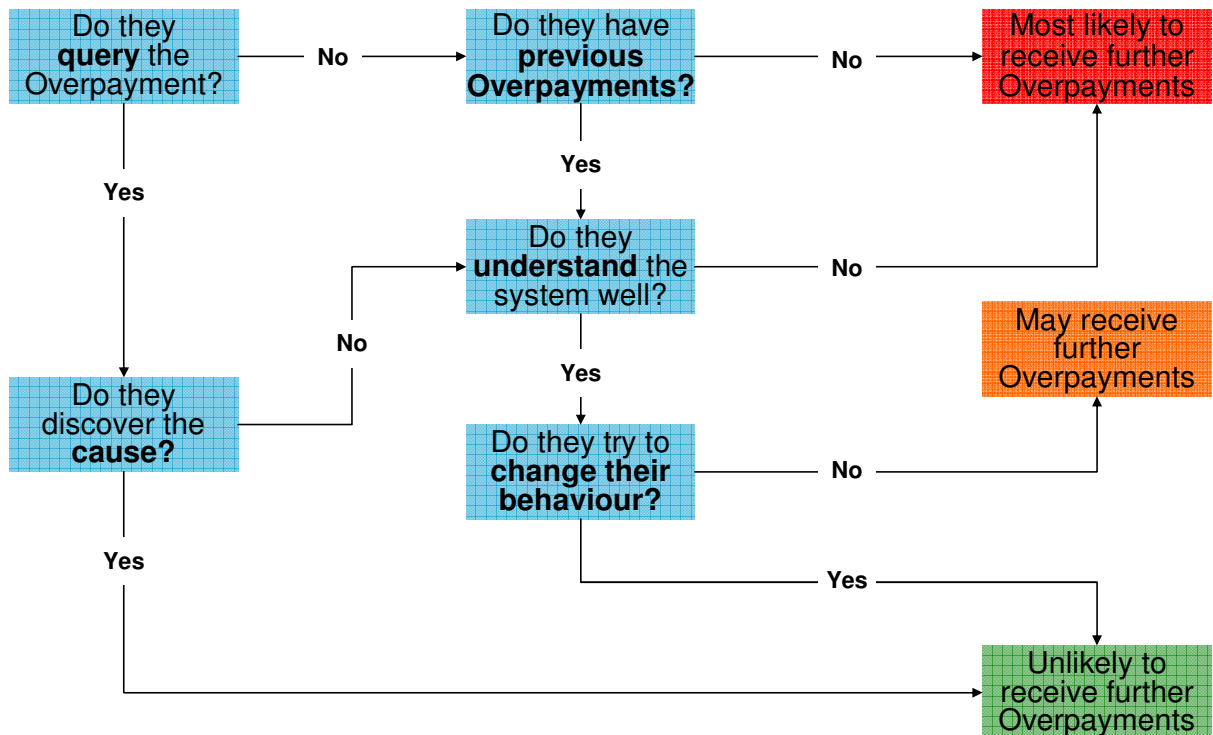 Do they
query the
Overpayment?
No
Do they have
previous
Overpayments?
No
Most likely to
receive further
Overpayments
Yes
Yes
Do they
understand the
system well?
No
No
May receive
further
Overpayments
Yes
Do they
discover the
cause?
Do they try to
change their
behaviour?
No
Yes
Yes
Unlikely to
receive further
Overpayments